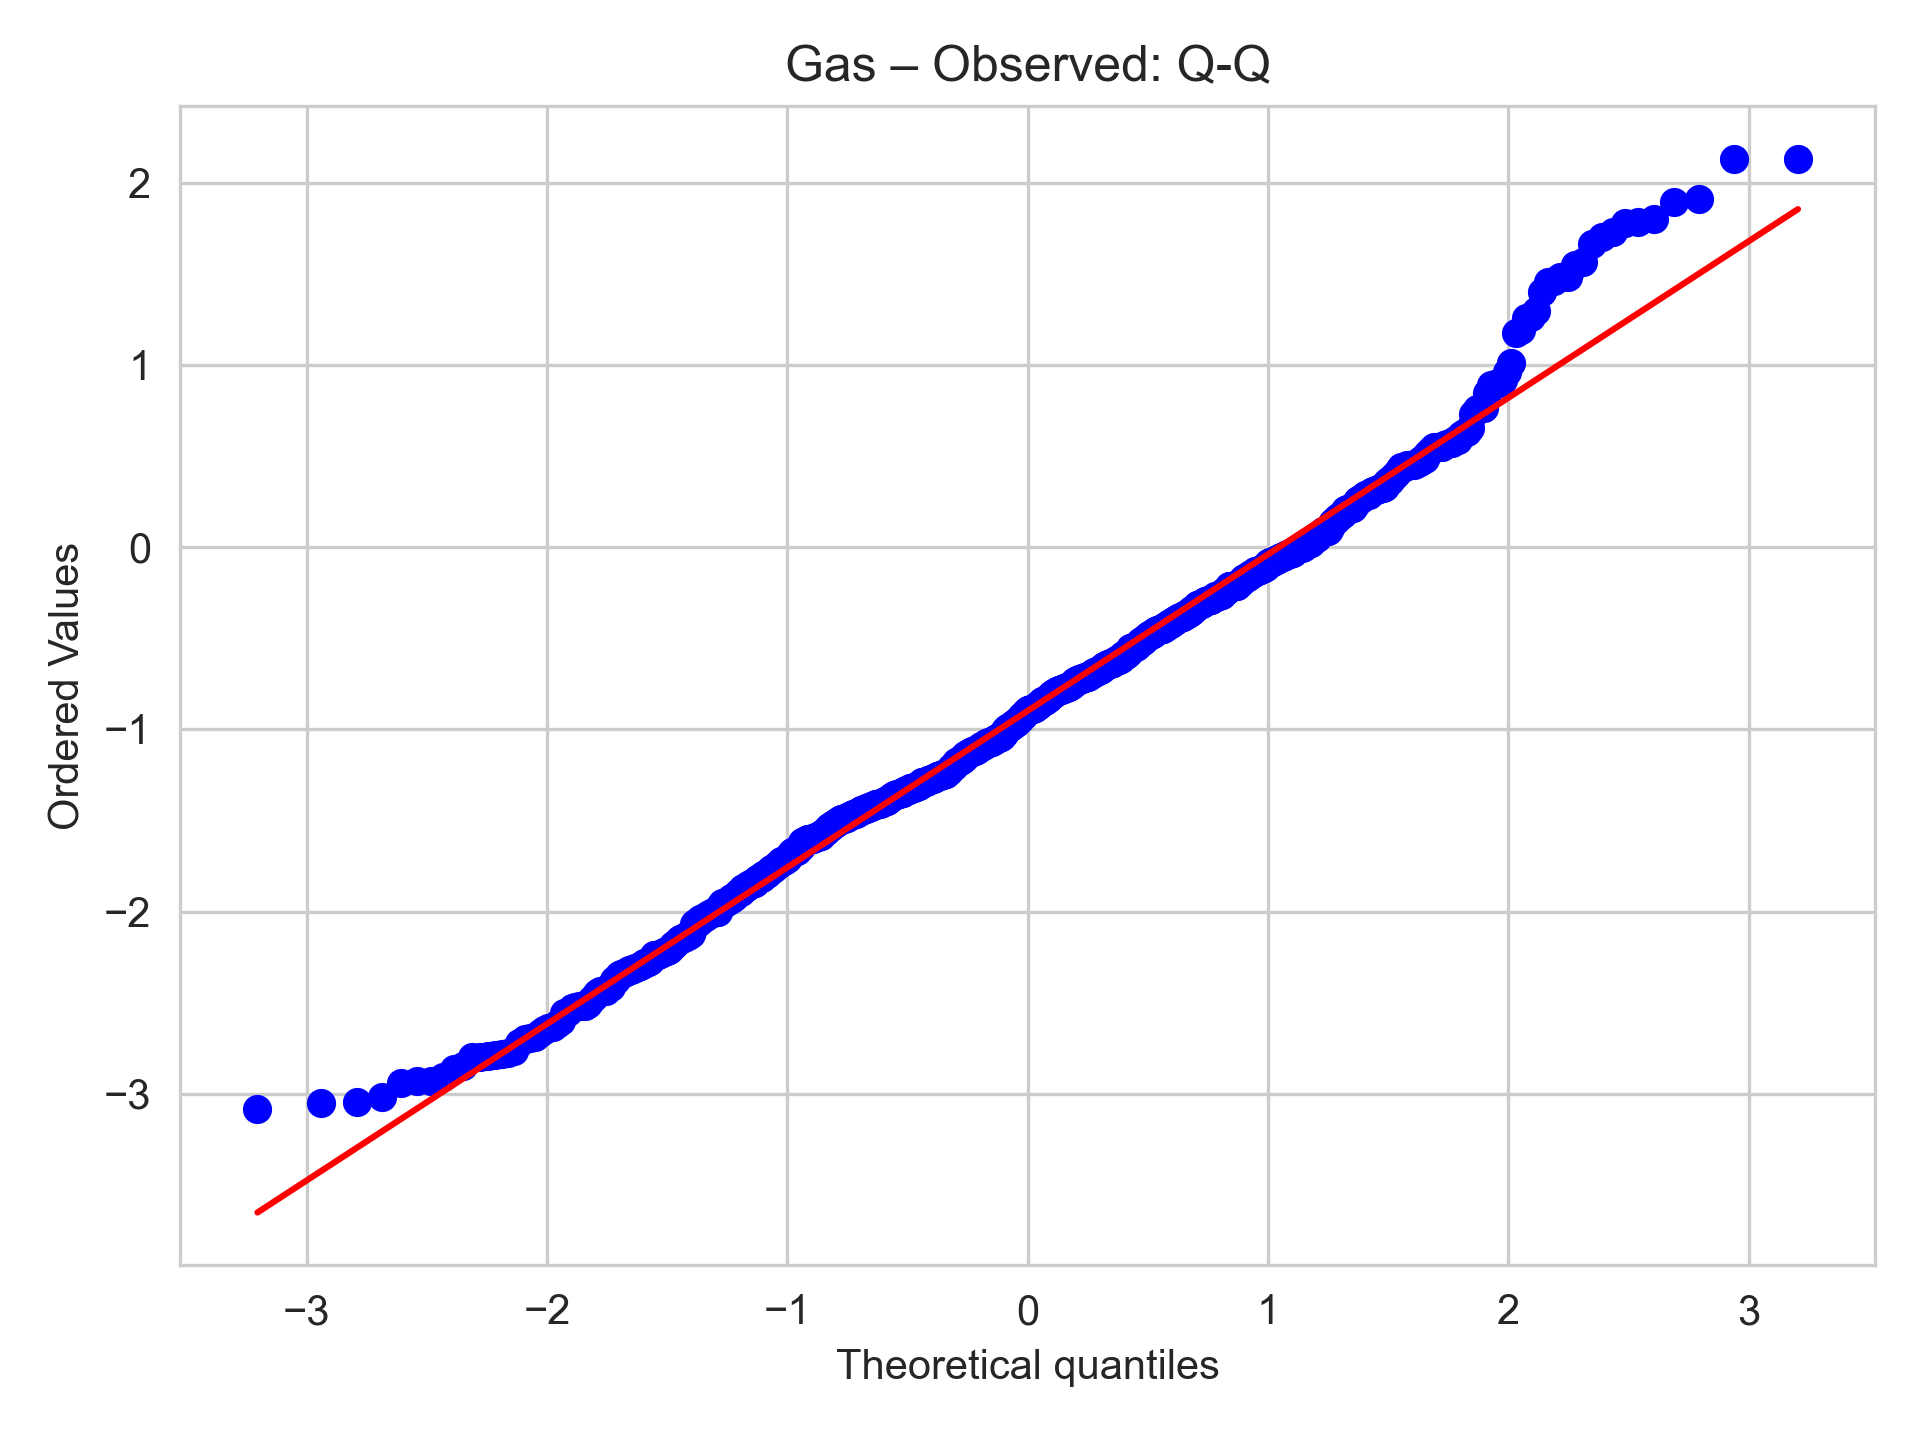 Gas – Observed: Q-Q
2
1
0
−1
−2
−3
Ordered Values
−3 −2 −1 0 1 2 3
Theoretical quantiles